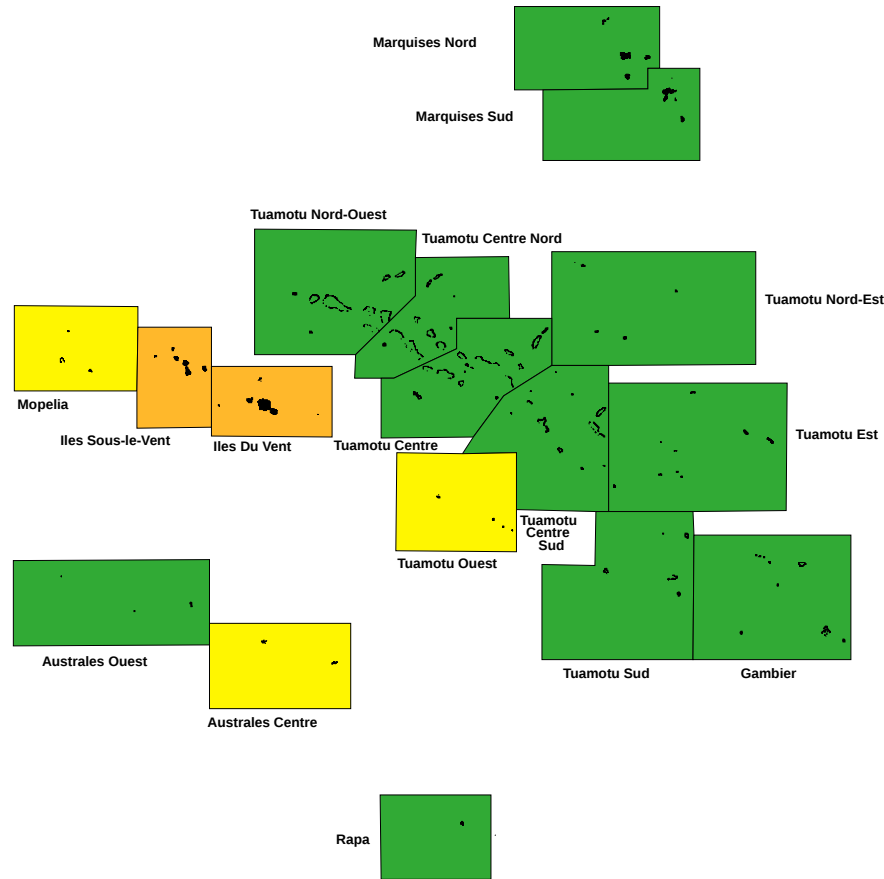 Marquises Nord
Marquises Sud
Tuamotu Nord-Ouest
Tuamotu Centre Nord
Tuamotu Nord-Est
Mopelia
Iles Sous-le-Vent
Iles Du Vent
Tuamotu Centre
Tuamotu Est
Tuamotu
Centre
Sud
Tuamotu Ouest
Australes Ouest
Tuamotu Sud
Gambier
Australes Centre
Rapa